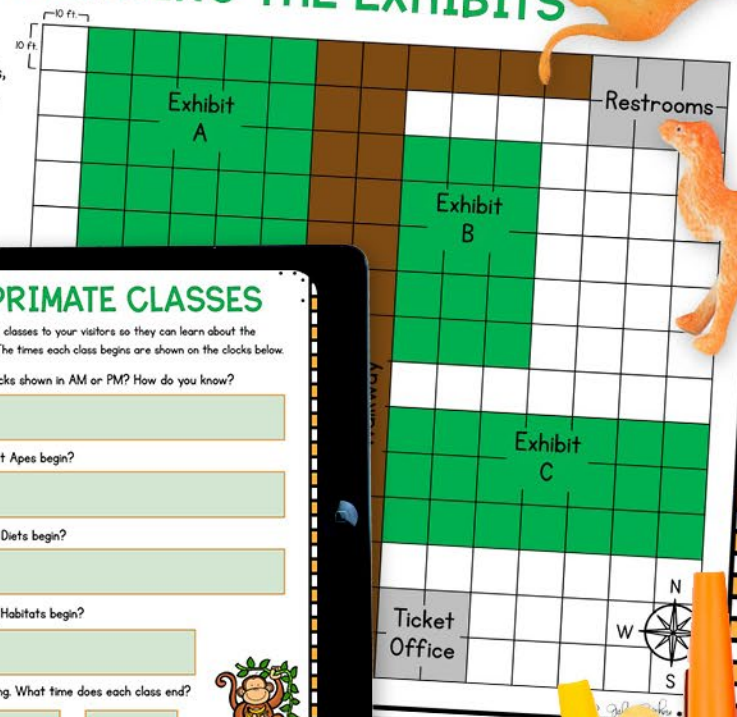 THE EXHIBITS
10 ft.
10 ft.
Exhibit
A
Restrooms
Exhibit
B
Exhibit
C
Ticket
Office
N
W
S
PRIMATE CLASSES
classes to your visitors so they can learn about the
The times each class begins are shown on the clocks below.
shown in AM or PM? How do you know?
Apes begin?
Diets begin?
Habitats begin?
What time does each class end?